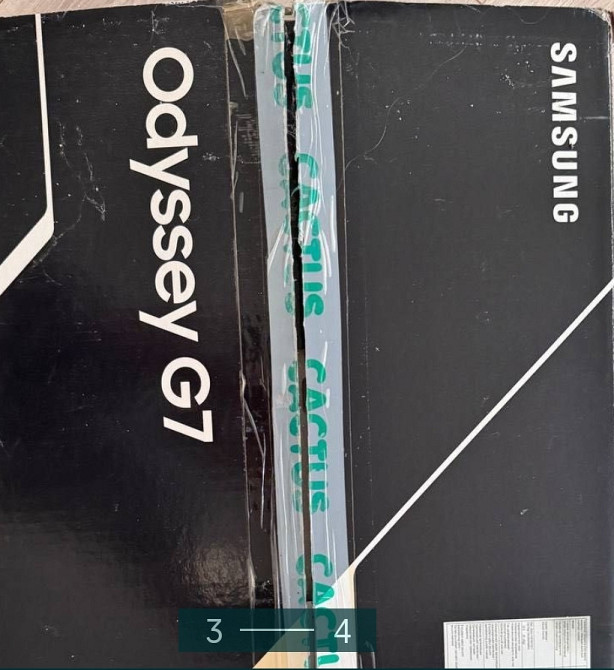 SAMSUNG
Odyssey G7
CACTUS
CACTUS
CACTUS
3 — 4